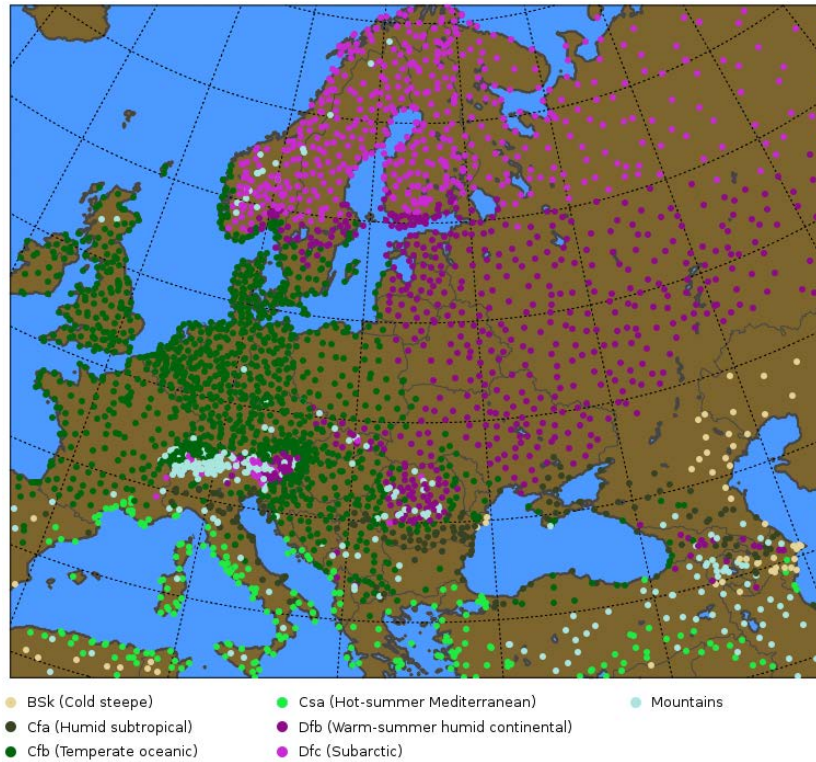 BSk (Cold steepe) Csa (Hot-summer Mediterranean) Mountains
Cfa (Humid subtropical) Dfb (Warm-summer humid continental)
Cfb (Temperate oceanic) Dfc (Subarctic)